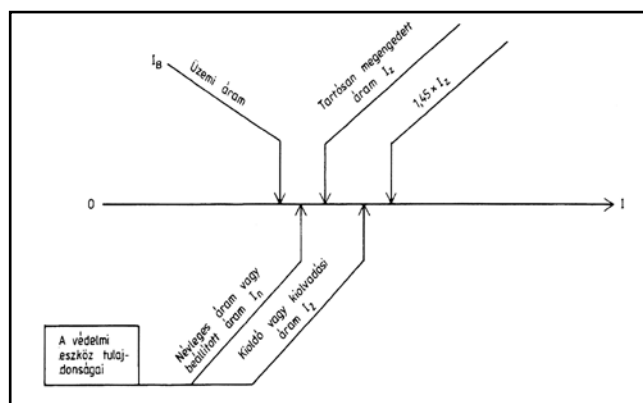 I_B
Üzemi áram
Tartósan megengedett
áram I_z
1,45 × I_z
0
I
Névleges áram vagy
beállított áram I_n
Kioldó vagy kiolvadási
áram I_2
A védelmi
eszköz tulaj-
donságai